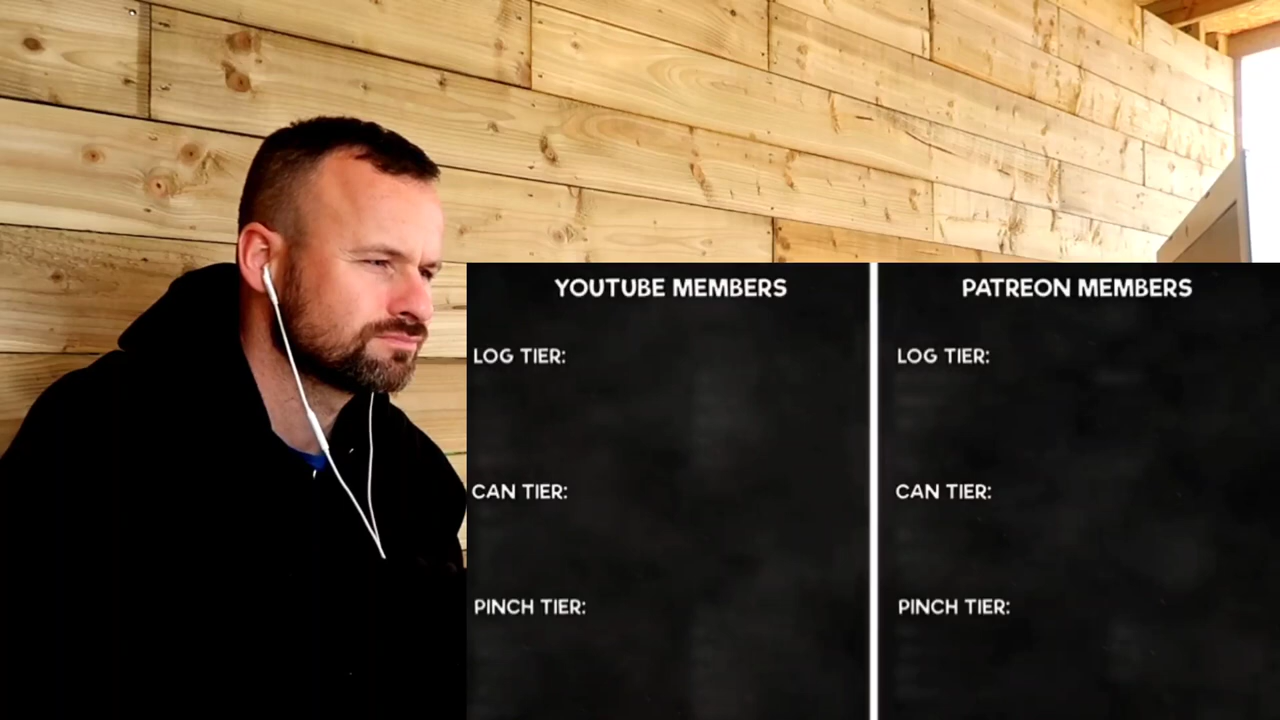 YOUTUBE MEMBERS
LOG TIER:
CAN TIER:
PINCH TIER:
PATREON MEMBERS
LOG TIER:
CAN TIER:
PINCH TIER: